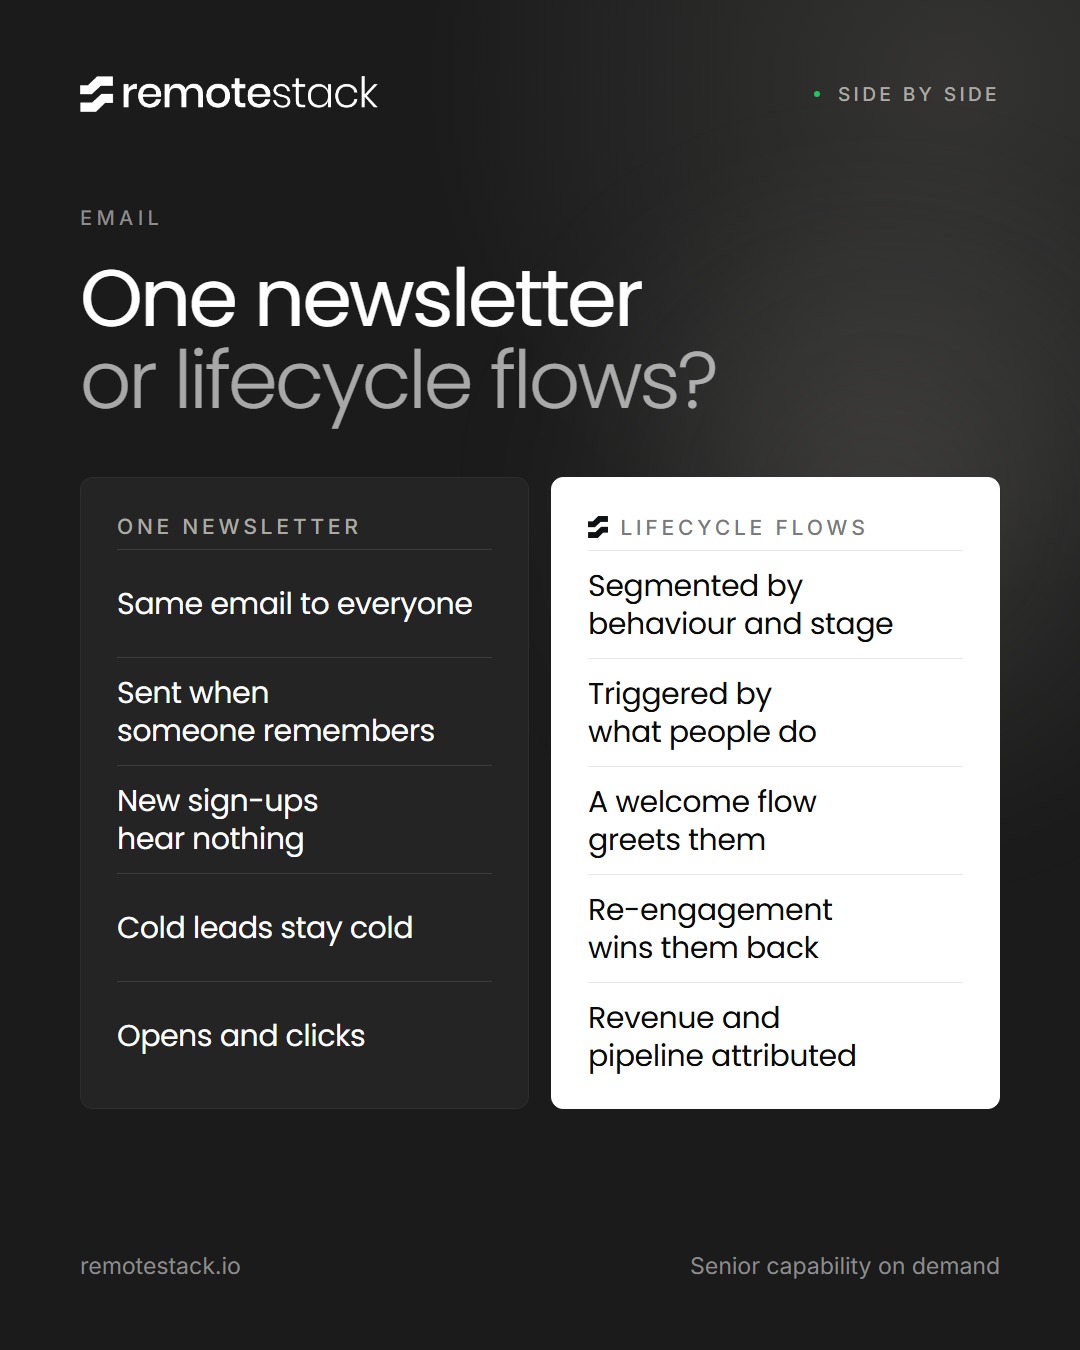 remotestack
SIDE BY SIDE
EMAIL
One newsletter
or lifecycle flows?
ONE NEWSLETTER
Same email to everyone
Sent when
someone remembers
New sign-ups
hear nothing
Cold leads stay cold
Opens and clicks
LIFECYCLE FLOWS
Segmented by
behaviour and stage
Triggered by
what people do
A welcome flow
greets them
Re-engagement
wins them back
Revenue and
pipeline attributed
remotestack.io
Senior capability on demand